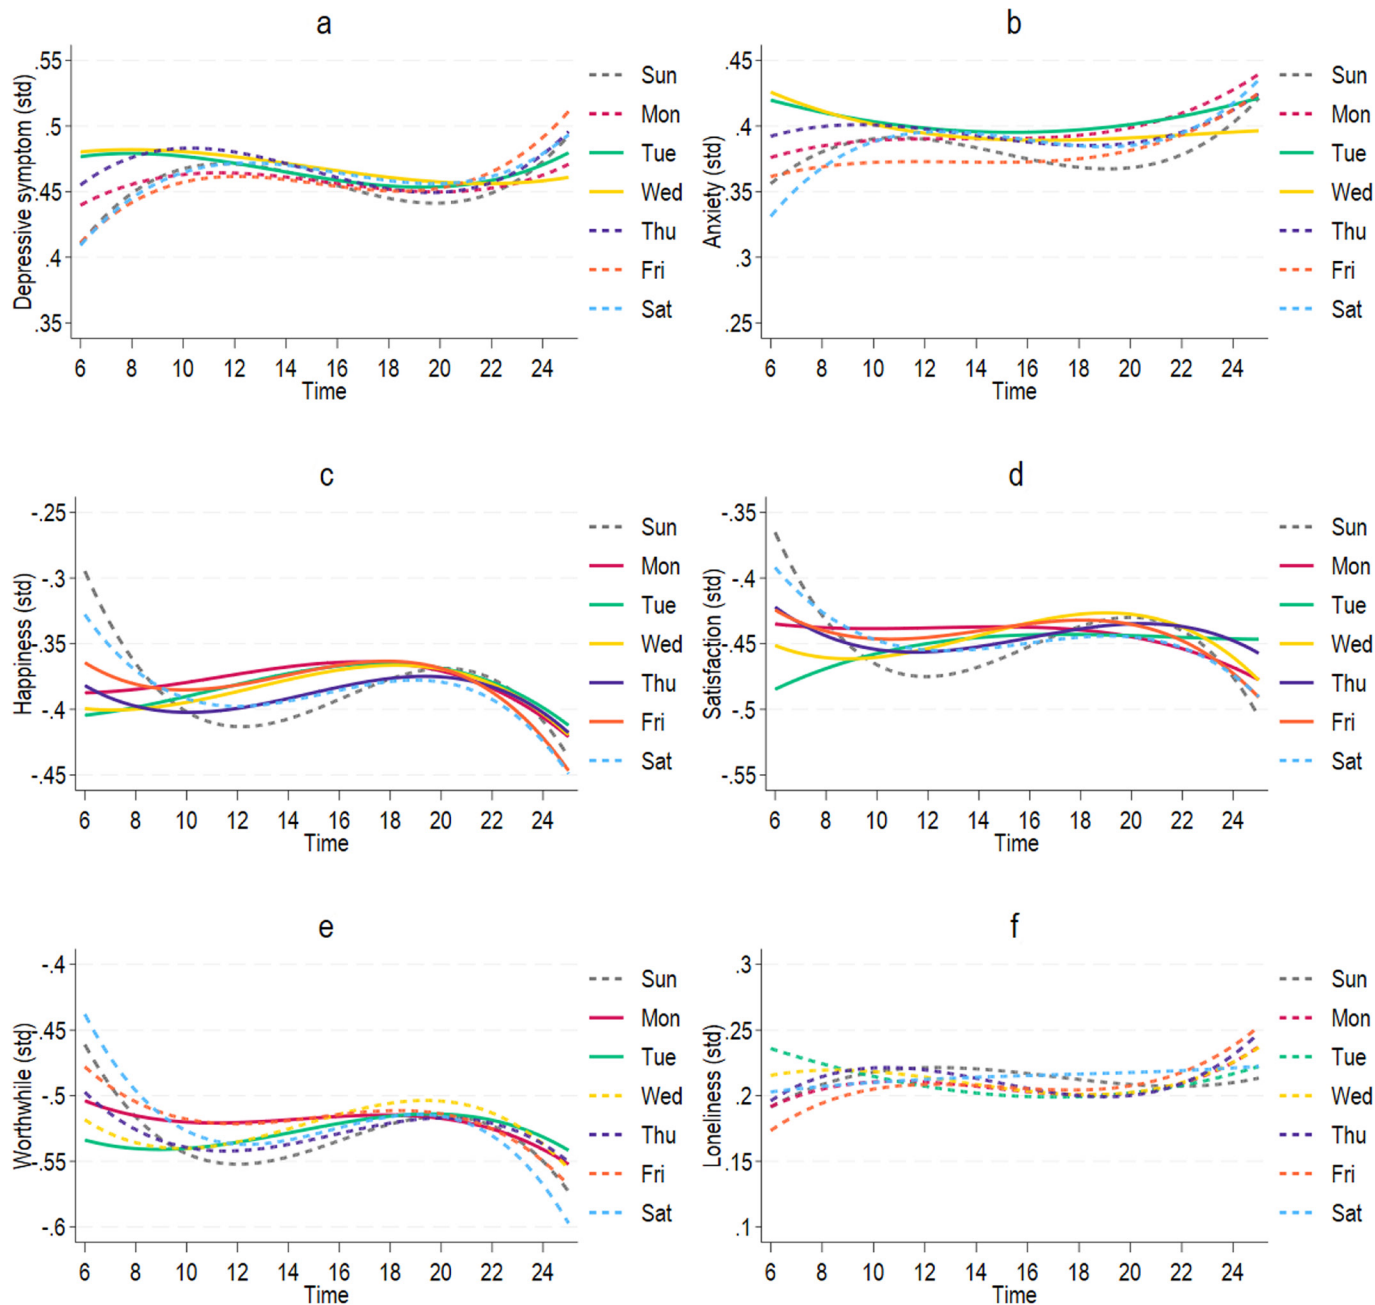 a
Depressive symptom (std)
.55
.5
.45
.4
.35
6 8 10 12 14 16 18 20 22 24
Time
Sun
Mon
Tue
Wed
Thu
Fri
Sat
b
Anxiety (std)
.45
.4
.35
.3
.25
6 8 10 12 14 16 18 20 22 24
Time
Sun
Mon
Tue
Wed
Thu
Fri
Sat
c
Happiness (std)
-.25
-.3
-.35
-.4
-.45
6 8 10 12 14 16 18 20 22 24
Time
Sun
Mon
Tue
Wed
Thu
Fri
Sat
d
Satisfaction (std)
-.35
-.4
-.45
-.5
-.55
6 8 10 12 14 16 18 20 22 24
Time
Sun
Mon
Tue
Wed
Thu
Fri
Sat
e
Worthwhile (std)
-.4
-.45
-.5
-.55
-.6
6 8 10 12 14 16 18 20 22 24
Time
Sun
Mon
Tue
Wed
Thu
Fri
Sat
f
Loneliness (std)
.3
.25
.2
.15
.1
6 8 10 12 14 16 18 20 22 24
Time
Sun
Mon
Tue
Wed
Thu
Fri
Sat